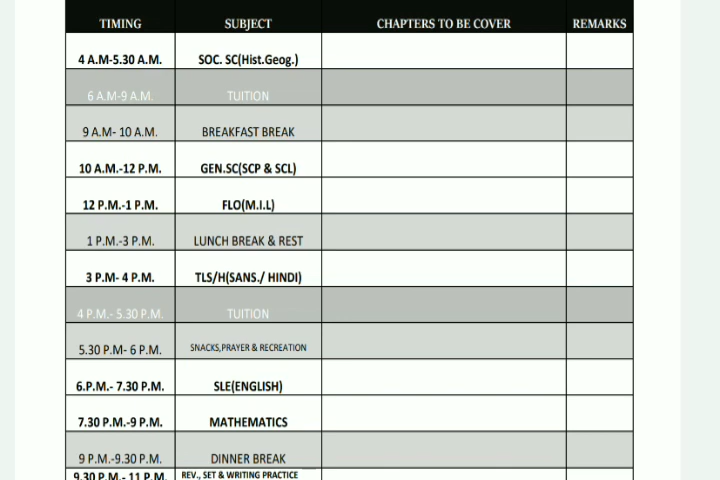 TIMING SUBJECT CHAPTERS TO BE COVER REMARKS
4 A.M-5.30 A.M. SOC. SC(Hist.Geog.)
6 A.M-9 A.M. TUITION
9 A.M- 10 A.M. BREAKFAST BREAK
10 A.M.-12 P.M. GEN.SC(SCP & SCL)
12 P.M.-1 P.M. FLO(M.I.L)
1 P.M.-3 P.M. LUNCH BREAK & REST
3 P.M- 4 P.M. TLS/H(SANS./ HINDI)
4 P.M.- 5.30 P.M. TUITION
5.30 P.M- 6 P.M. SNACKS,PRAYER & RECREATION
6.P.M.- 7.30 P.M. SLE(ENGLISH)
7.30 P.M.-9 P.M. MATHEMATICS
9 P.M.-9.30 P.M. DINNER BREAK
9.30 P.M.- 11 P.M. REV., SET & WRITING PRACTICE